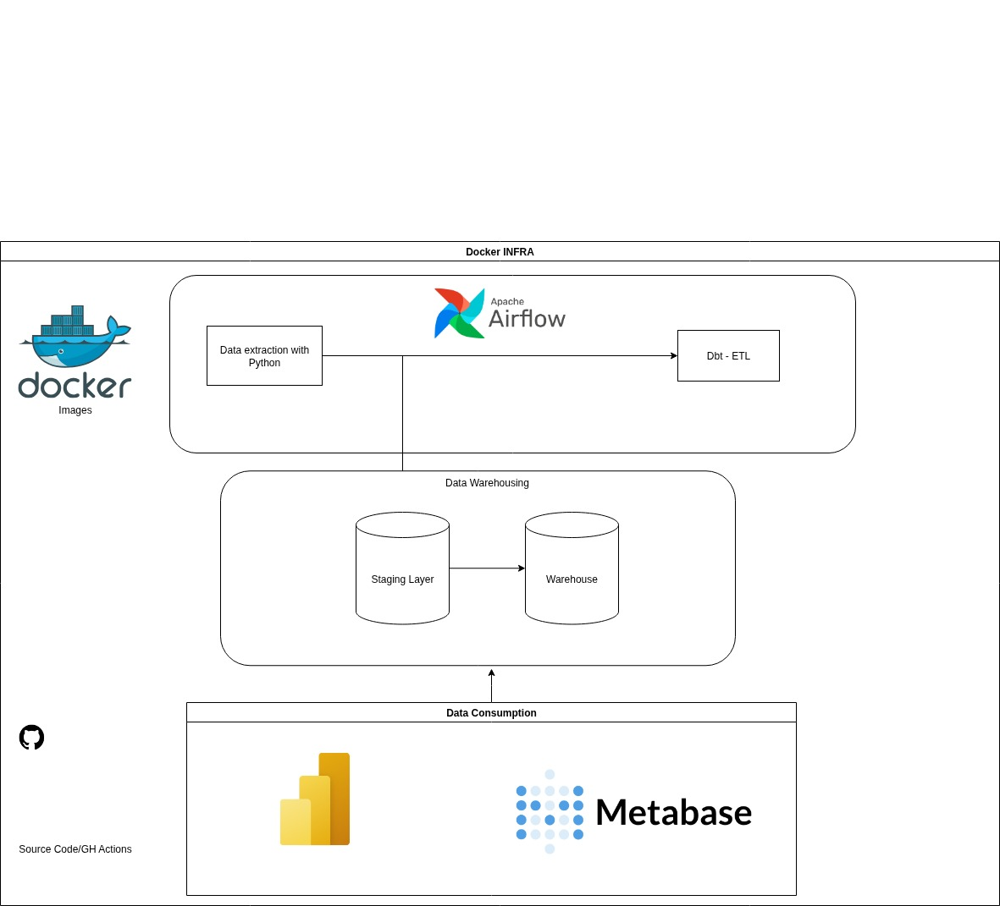 Docker INFRA
Apache
Airflow
Data extraction with
Python
Dbt - ETL
docker
Images
Data Warehousing
Staging Layer
Warehouse
Data Consumption
Metabase
Source Code/GH Actions